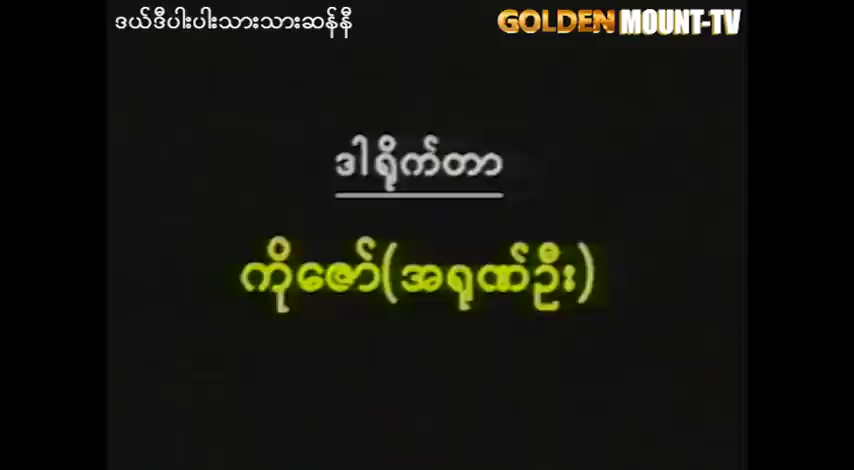 ဒယ်ဒီပါးပါးသားသားဆန်နီ
GOLDEN MOUNT-TV
ဒါရိုက်တာ
ကိုဇော်(အရုဏ်ဦး)